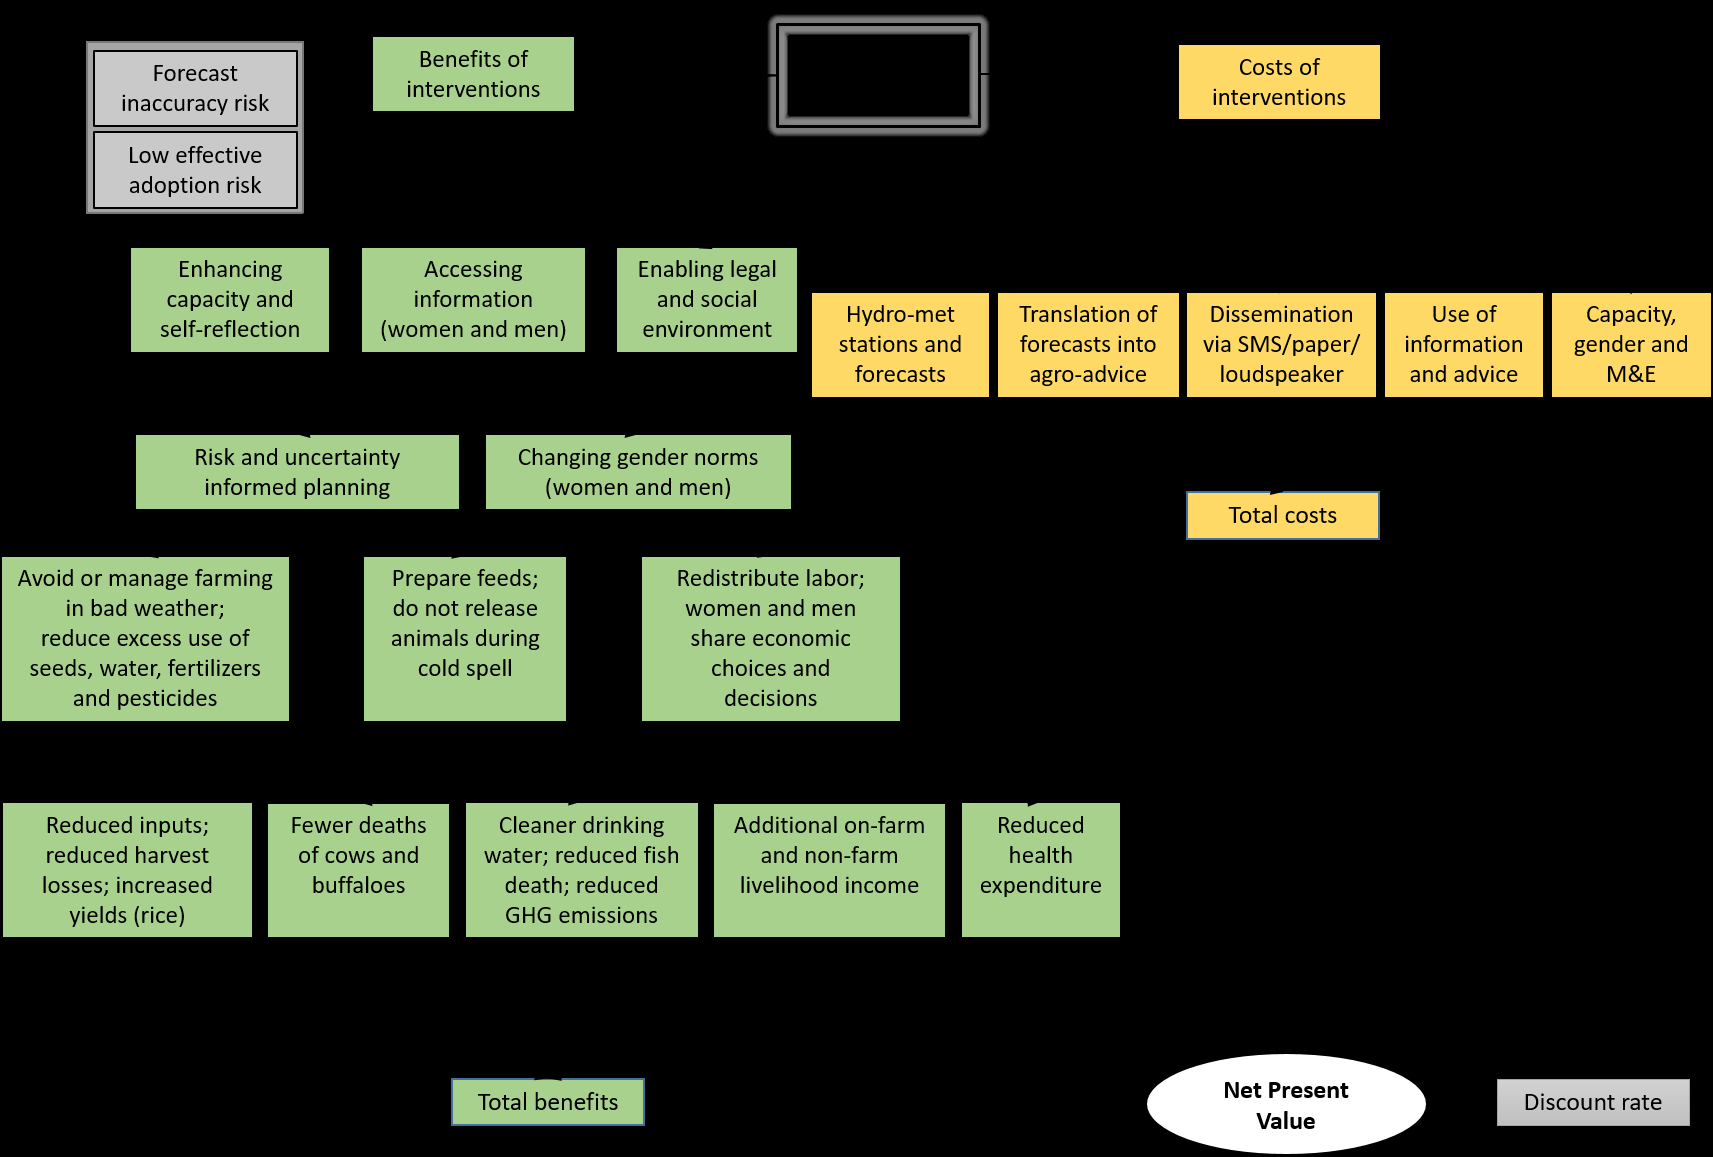 Forecast
inaccuracy risk
Low effective
adoption risk
Benefits of
interventions
Costs of
interventions
Enhancing
capacity and
self-reflection
Accessing
information
(women and men)
Enabling legal
and social
environment
Hydro-met
stations and
forecasts
Translation of
forecasts into
agro-advice
Dissemination
via SMS/paper/
loudspeaker
Use of
information
and advice
Capacity,
gender and
M&E
Risk and uncertainty
informed planning
Changing gender norms
(women and men)
Total costs
Avoid or manage farming
in bad weather;
reduce excess use of
seeds, water, fertilizers
and pesticides
Prepare feeds;
do not release
animals during
cold spell
Redistribute labor;
women and men
share economic
choices and
decisions
Reduced inputs;
reduced harvest
losses; increased
yields (rice)
Fewer deaths
of cows and
buffaloes
Cleaner drinking
water; reduced fish
death; reduced
GHG emissions
Additional on-farm
and non-farm
livelihood income
Reduced
health
expenditure
Total benefits
Net Present
Value
Discount rate